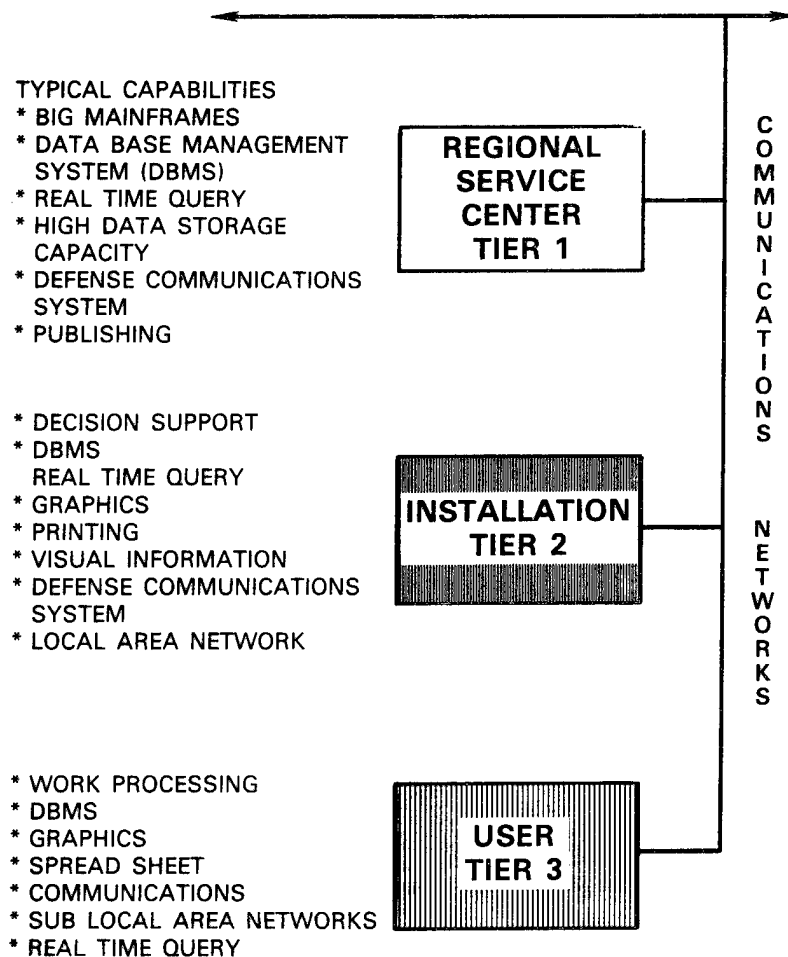 TYPICAL CAPABILITIES
* BIG MAINFRAMES
* DATA BASE MANAGEMENT
SYSTEM (DBMS)
* REAL TIME QUERY
* HIGH DATA STORAGE
CAPACITY
* DEFENSE COMMUNICATIONS
SYSTEM
* PUBLISHING
REGIONAL
SERVICE
CENTER
TIER 1
* DECISION SUPPORT
* DBMS
REAL TIME QUERY
* GRAPHICS
* PRINTING
* VISUAL INFORMATION
* DEFENSE COMMUNICATIONS
SYSTEM
* LOCAL AREA NETWORK
INSTALLATION
TIER 2
* WORK PROCESSING
* DBMS
* GRAPHICS
* SPREAD SHEET
* COMMUNICATIONS
* SUB LOCAL AREA NETWORKS
* REAL TIME QUERY
USER
TIER 3
COMMUNICATIONS NETWORKS